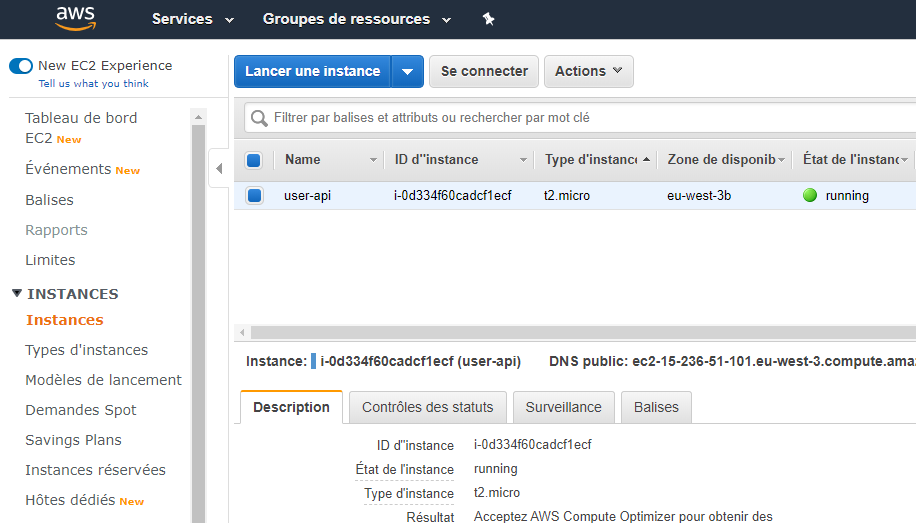 aws Services Groupes de ressources
New EC2 Experience
Tell us what you think
Tableau de bord
EC2 New
Événements New
Balises
Rapports
Limites
INSTANCES
Instances
Types d'instances
Modèles de lancement
Demandes Spot
Savings Plans
Instances réservées
Hôtes dédiés New
Lancer une instance Se connecter Actions
Filtrer par balises et attributs ou rechercher par mot clé
Name ID d''instance Type d'instanc Zone de disponib État de l'instanc
user-api i-0d334f60cadcf1ecf t2.micro eu-west-3b running
Instance: i-0d334f60cadcf1ecf (user-api) DNS public: ec2-15-236-51-101.eu-west-3.compute.ama
Description Contrôles des statuts Surveillance Balises
ID d''instance i-0d334f60cadcf1ecf
État de l'instance running
Type d'instance t2.micro
Résultat Acceptez AWS Compute Optimizer pour obtenir des